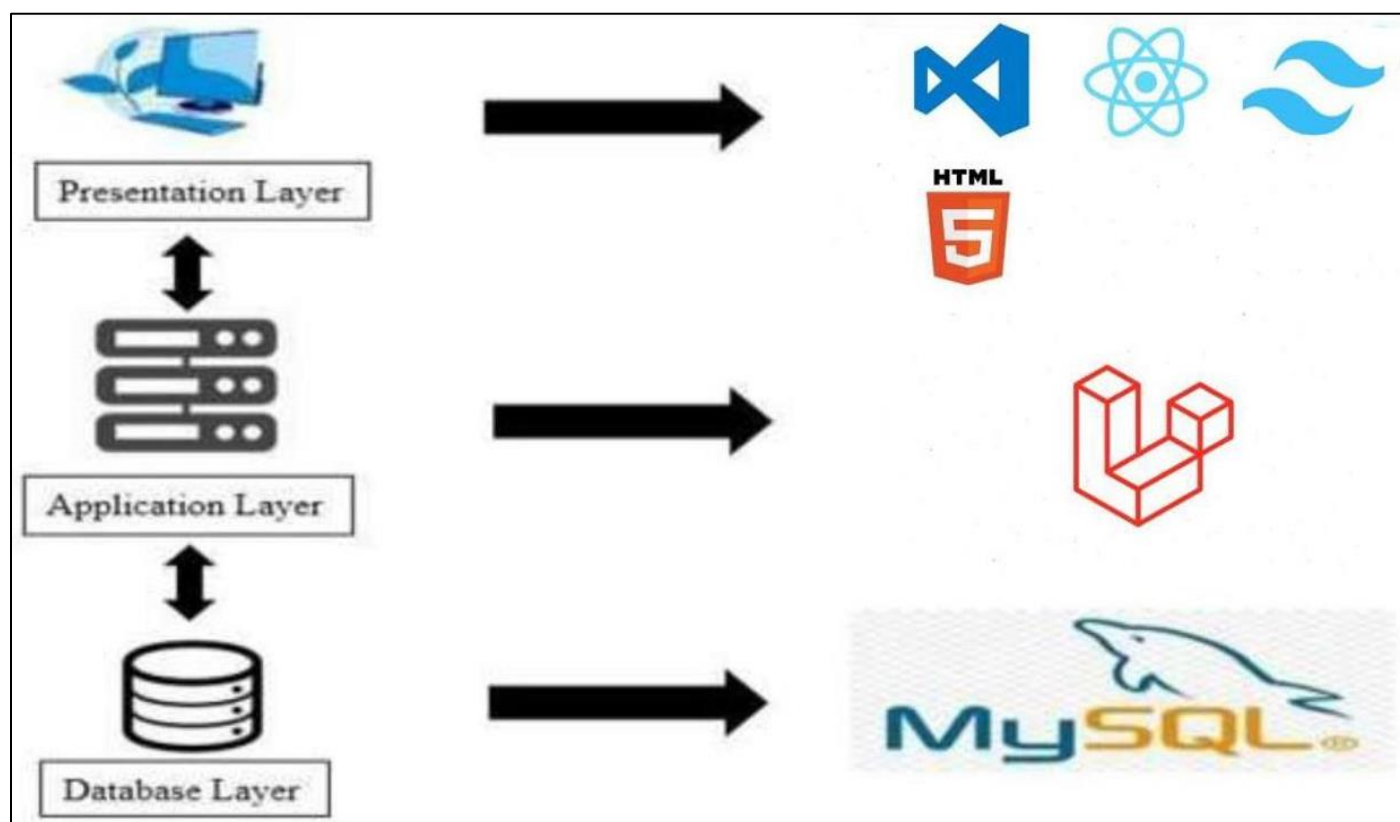 Presentation Layer
HTML
5
Application Layer
MySQL®
Database Layer